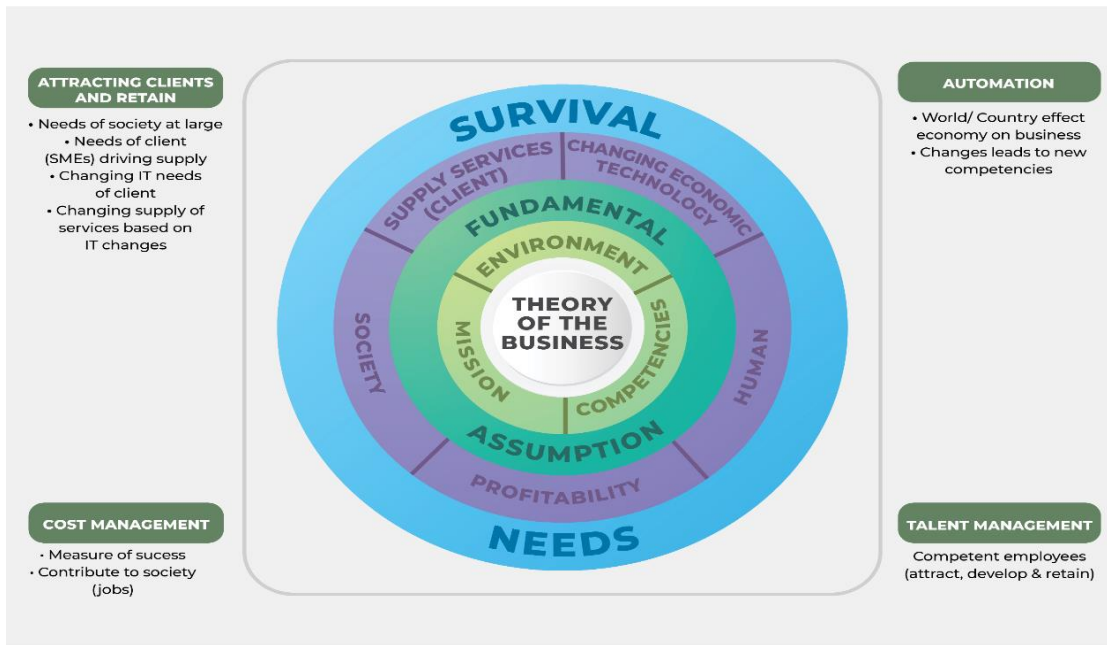 ATTRACTING CLIENTS
AND RETAIN
• Needs of society at large
• Needs of client
(SMEs) driving supply
• Changing IT needs
of client
• Changing supply of
services based on
IT changes
SURVIVAL
SUPPLY SERVICES
(CLIENT)
CHANGING ECONOMIC
TECHNOLOGY
FUNDAMENTAL
ENVIRONMENT
THEORY
OF THE
BUSINESS
MISSION
COMPETENCIES
SOCIETY
HUMAN
ASSUMPTION
PROFITABILITY
NEEDS
AUTOMATION
• World/ Country effect
economy on business
• Changes leads to new
competencies
COST MANAGEMENT
• Measure of sucess
• Contribute to society
(jobs)
TALENT MANAGEMENT
Competent employees
(attract, develop & retain)